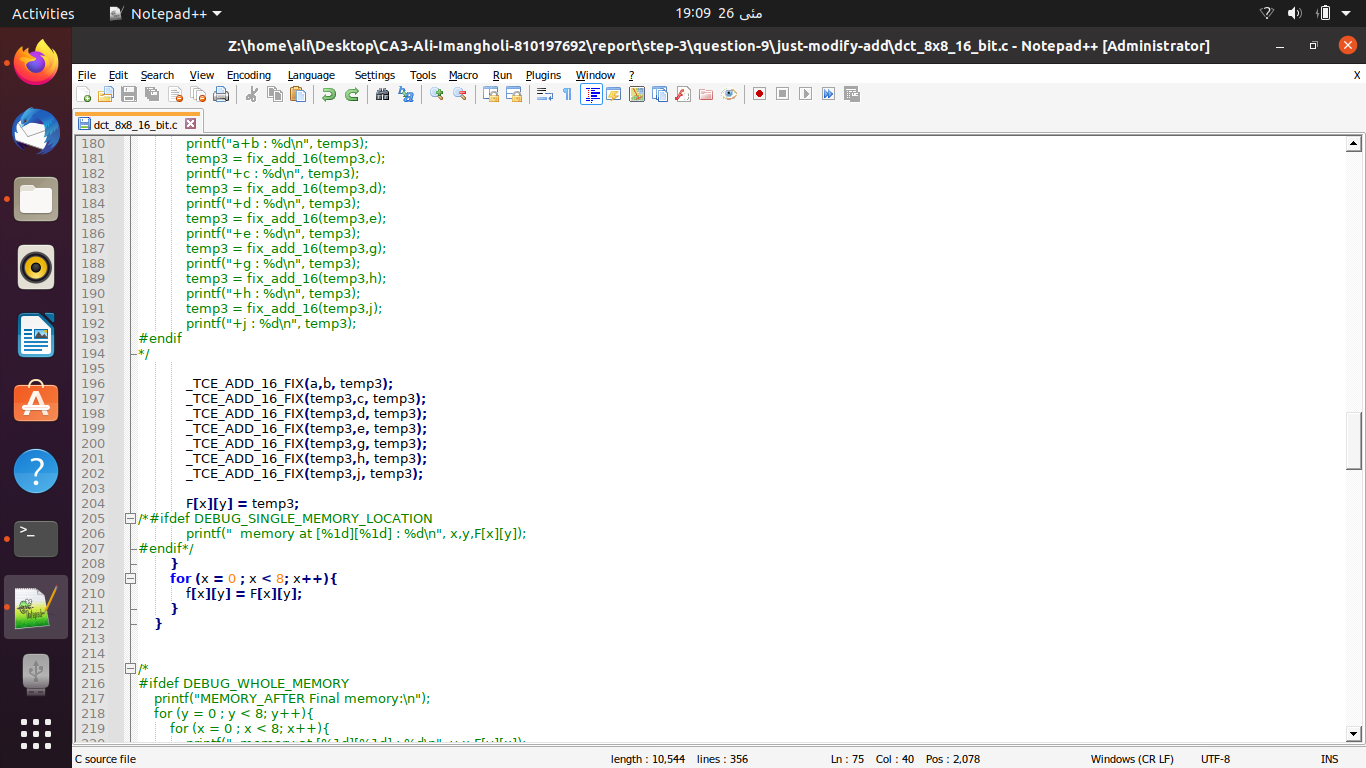 Activities
Notepad++
19:09 26 مئی
Z:\home\ali\Desktop\CA3-Ali-Imangholi-810197692\report\step-3\question-9\just-modify-add\dct_8x8_16_bit.c - Notepad++ [Administrator]
File Edit Search View Encoding Language Settings Tools Macro Run Plugins Window ? X
dct_8x8_16_bit.c
180 printf("a+b : %d\n", temp3);
181 temp3 = fix_add_16(temp3,c);
182 printf("+c : %d\n", temp3);
183 temp3 = fix_add_16(temp3,d);
184 printf("+d : %d\n", temp3);
185 temp3 = fix_add_16(temp3,e);
186 printf("+e : %d\n", temp3);
187 temp3 = fix_add_16(temp3,g);
188 printf("+g : %d\n", temp3);
189 temp3 = fix_add_16(temp3,h);
190 printf("+h : %d\n", temp3);
191 temp3 = fix_add_16(temp3,j);
192 printf("+j : %d\n", temp3);
193 #endif
194 */
195
196 _TCE_ADD_16_FIX(a,b, temp3);
197 _TCE_ADD_16_FIX(temp3,c, temp3);
198 _TCE_ADD_16_FIX(temp3,d, temp3);
199 _TCE_ADD_16_FIX(temp3,e, temp3);
200 _TCE_ADD_16_FIX(temp3,g, temp3);
201 _TCE_ADD_16_FIX(temp3,h, temp3);
202 _TCE_ADD_16_FIX(temp3,j, temp3);
203
204 F[x][y] = temp3;
205 /*#ifdef DEBUG_SINGLE_MEMORY_LOCATION
206 printf("  memory at [%1d][%1d] : %d\n", x,y,F[x][y]);
207 #endif*/
208 }
209 for (x = 0 ; x < 8; x++){
210 f[x][y] = F[x][y];
211 }
212 }
213
214
215 /*
216 #ifdef DEBUG_WHOLE_MEMORY
217 printf("MEMORY_AFTER Final memory:\n");
218 for (y = 0 ; y < 8; y++){
219 for (x = 0 ; x < 8; x++){
C source file length : 10,544 lines : 356 Ln : 75 Col : 40 Pos : 2,078 Windows (CR LF) UTF-8 INS